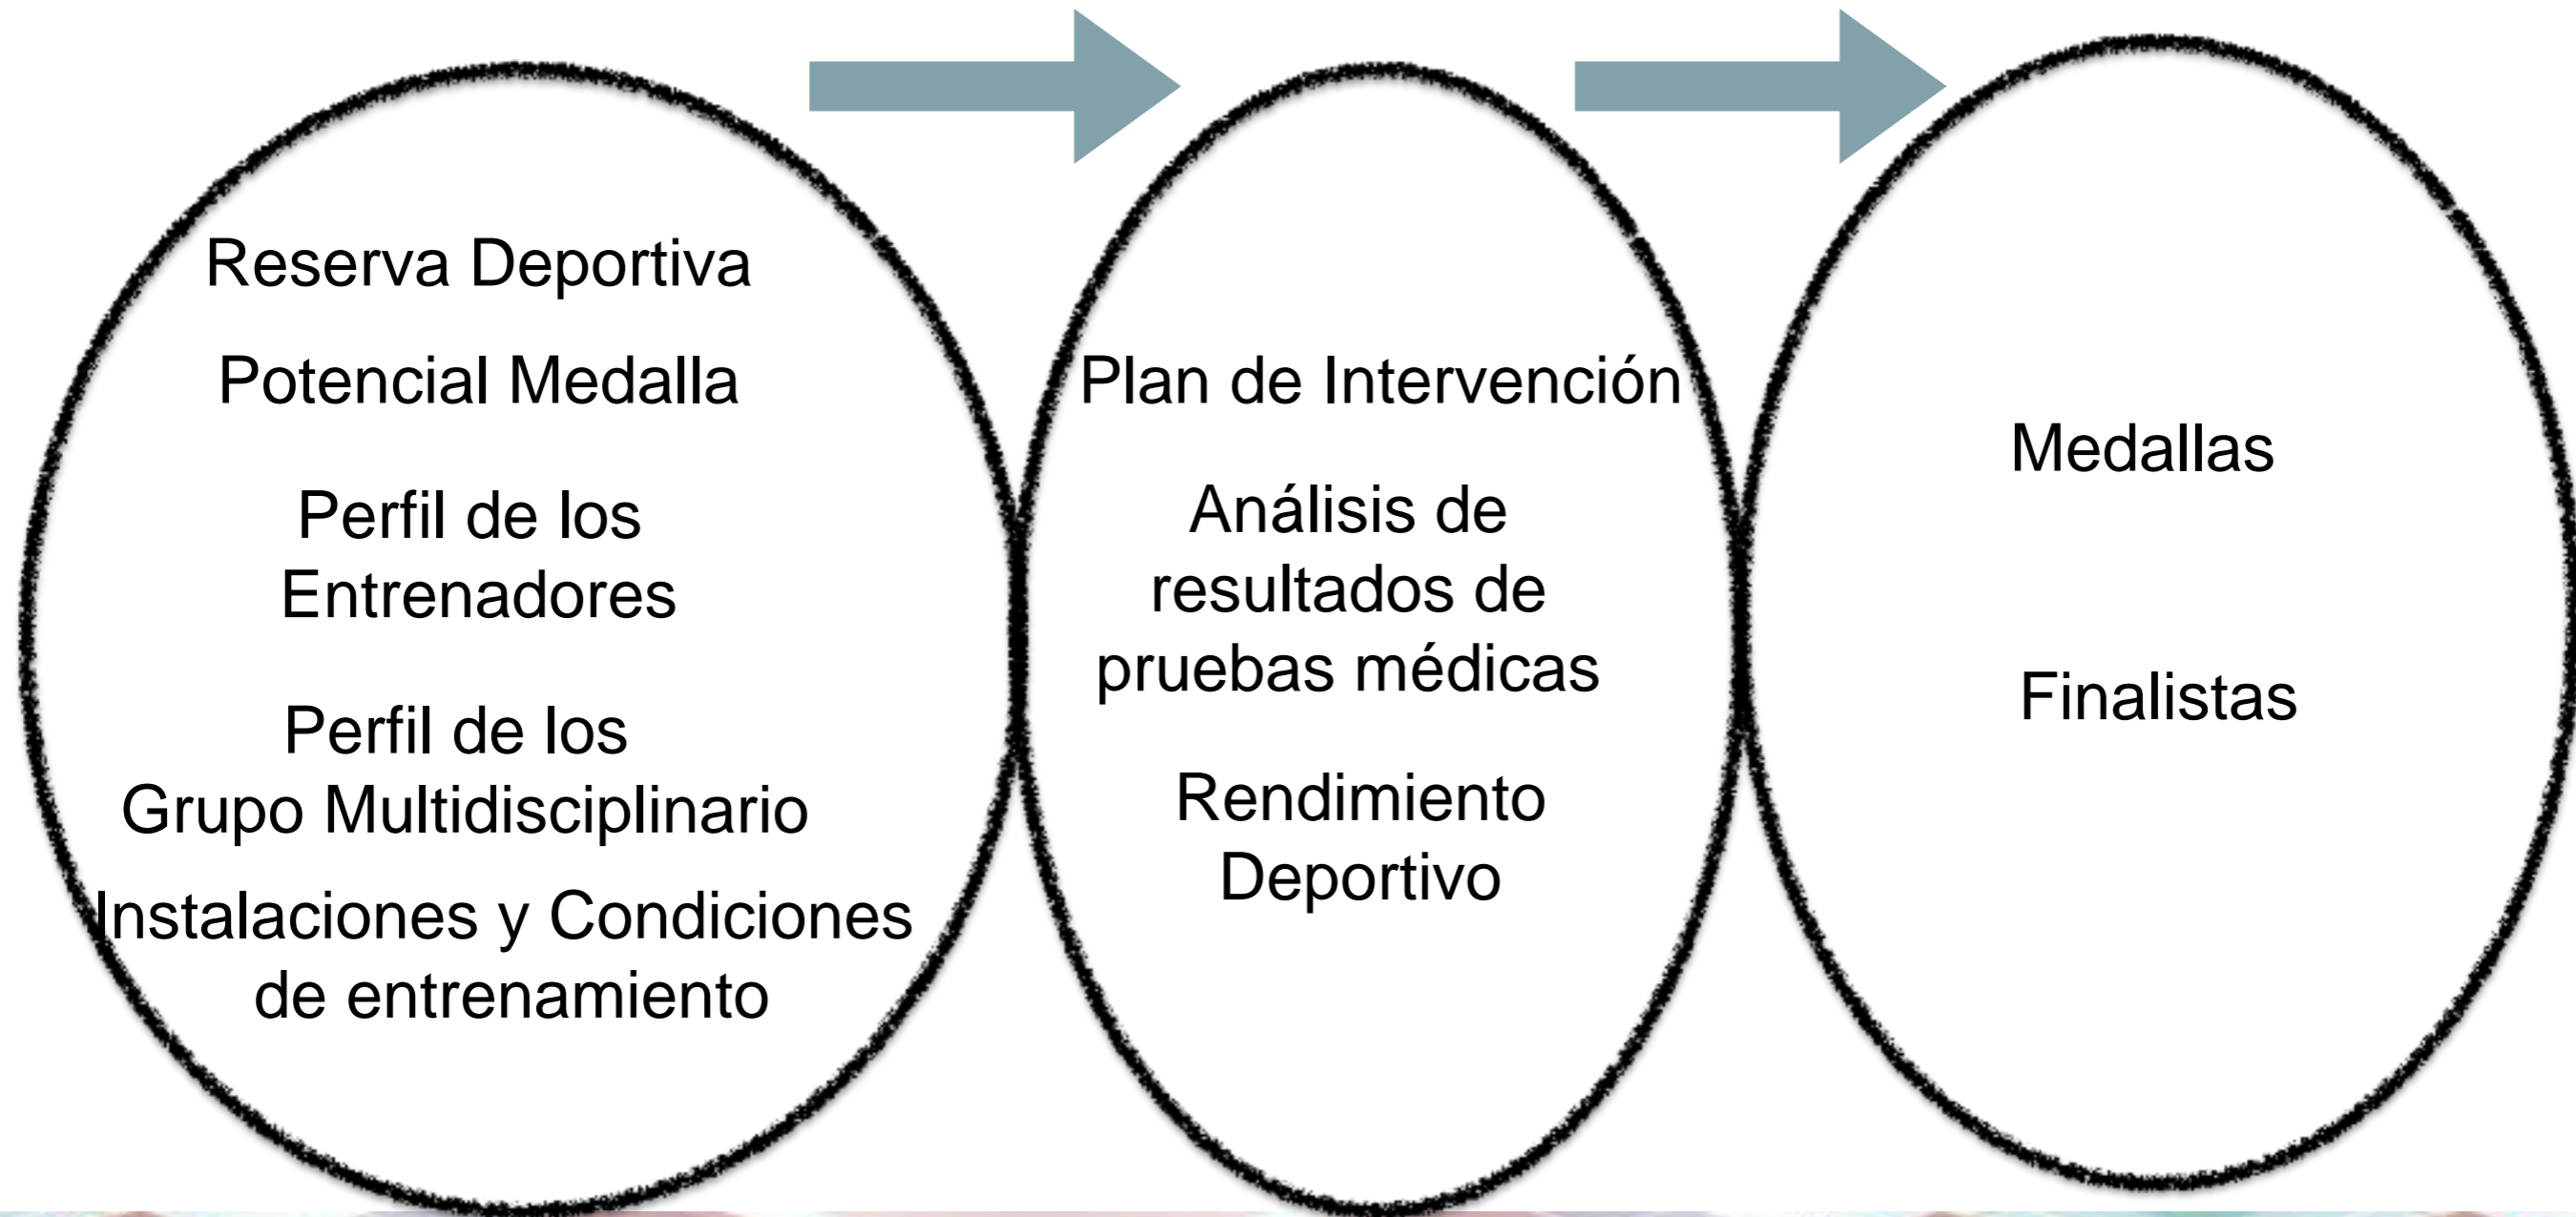 Reserva Deportiva
Potencial Medalla
Perfil de los
Entrenadores
Perfil de los
Grupo Multidisciplinario
Instalaciones y Condiciones
de entrenamiento
Plan de Intervención
Análisis de
resultados de
pruebas médicas
Rendimiento
Deportivo
Medallas
Finalistas